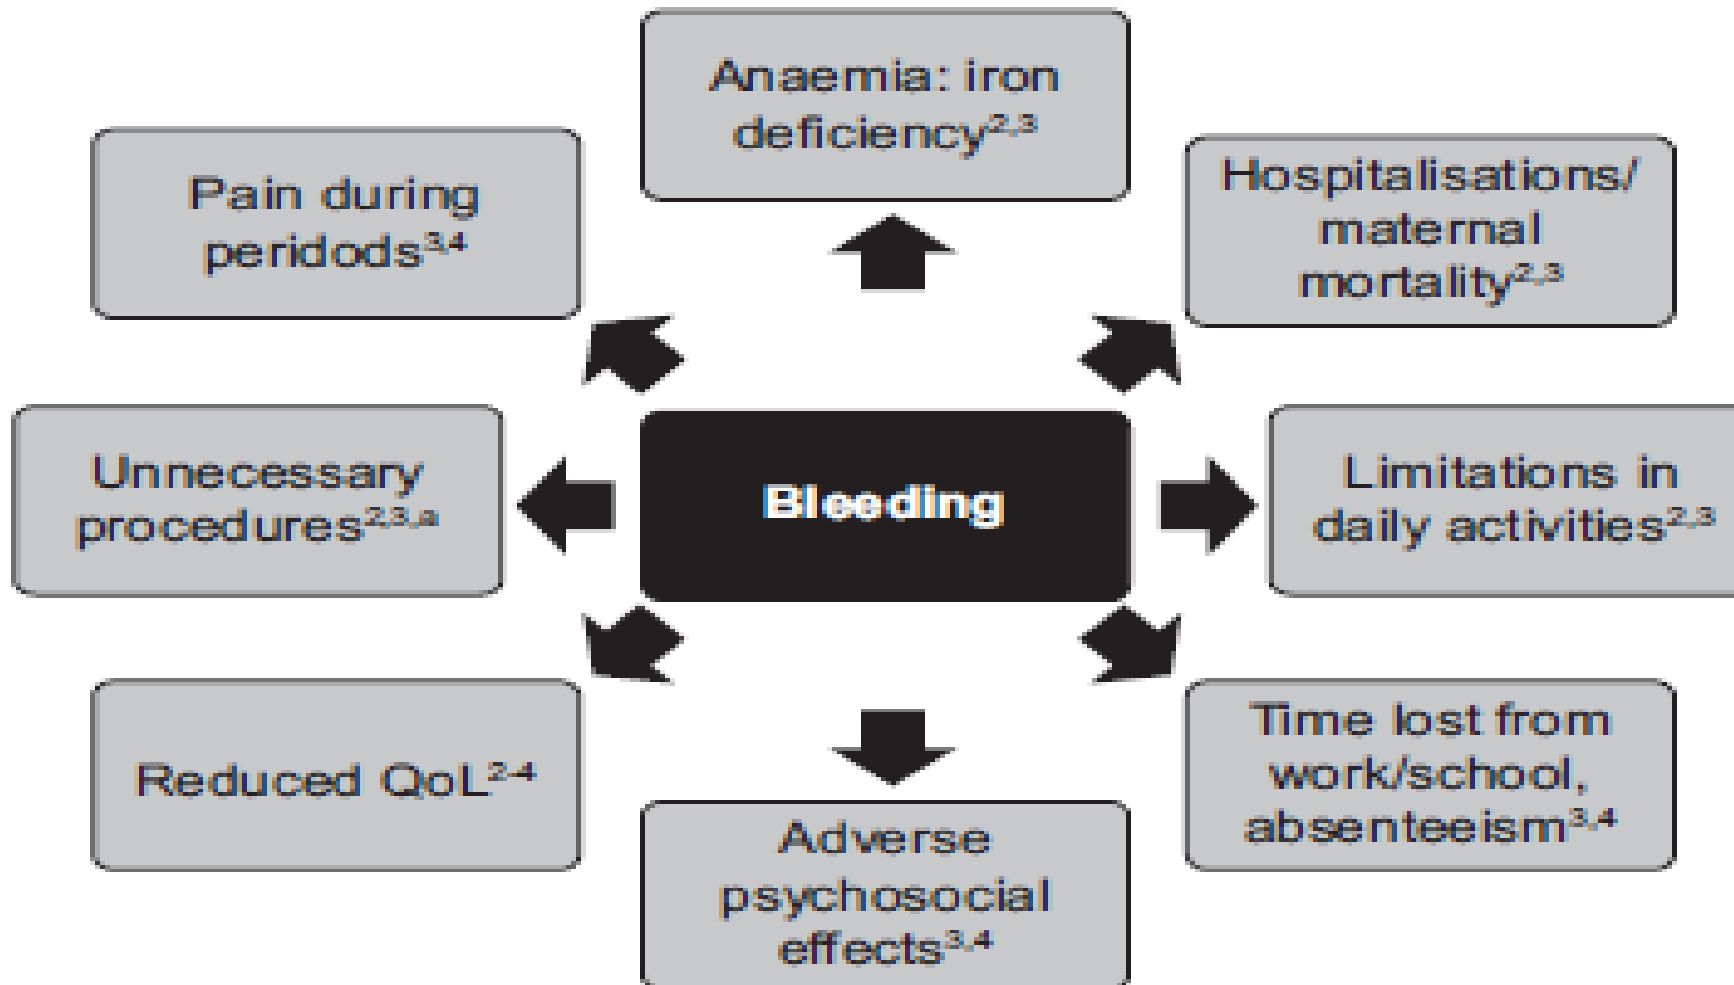 Anaemia: iron
deficiency2,3
Pain during
peridods3,4
Hospitalisations/
maternal
mortality2,3
Unnecessary
procedures2,3,a
Bleeding
Limitations in
daily activities2,3
Reduced QoL2-4
Adverse
psychosocial
effects3,4
Time lost from
work/school,
absenteeism3,4